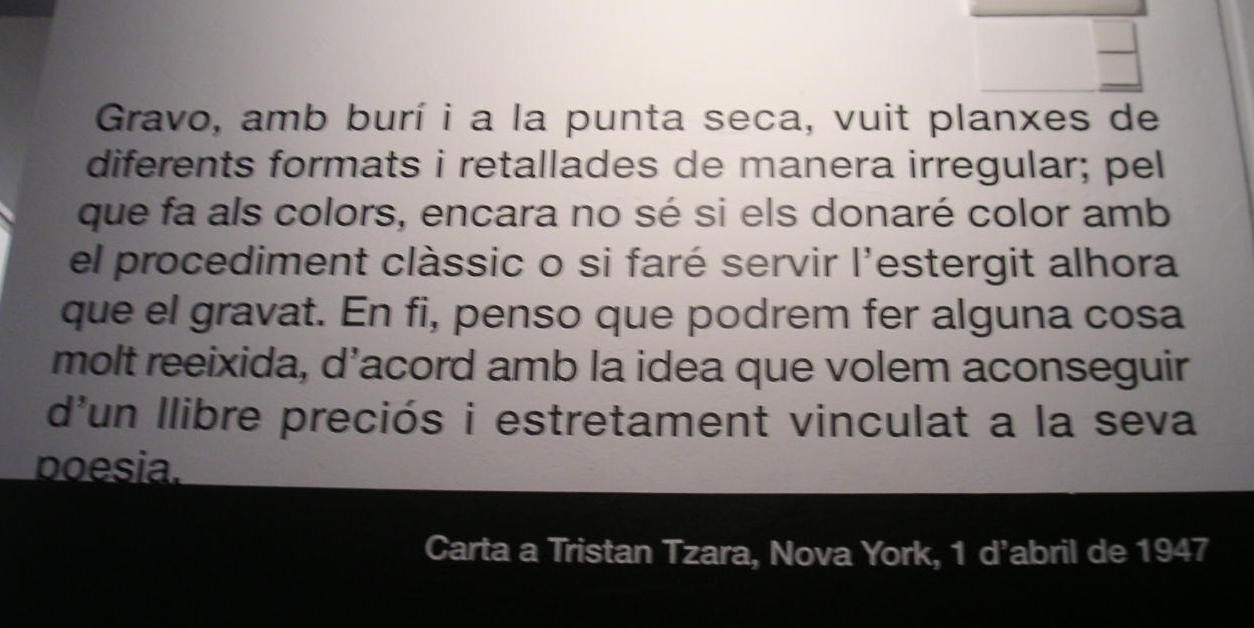 Gravo, amb burí i a la punta seca, vuit planxes de
diferents formats i retallades de manera irregular; pel
que fa als colors, encara no sé si els donaré color amb
el procediment clàssic o si faré servir l'estergit alhora
que el gravat. En fi, penso que podrem fer alguna cosa
molt reeixida, d'acord amb la idea que volem aconseguir
d'un llibre preciós i estretament vinculat a la seva
poesia.
Carta a Tristan Tzara, Nova York, 1 d'abril de 1947